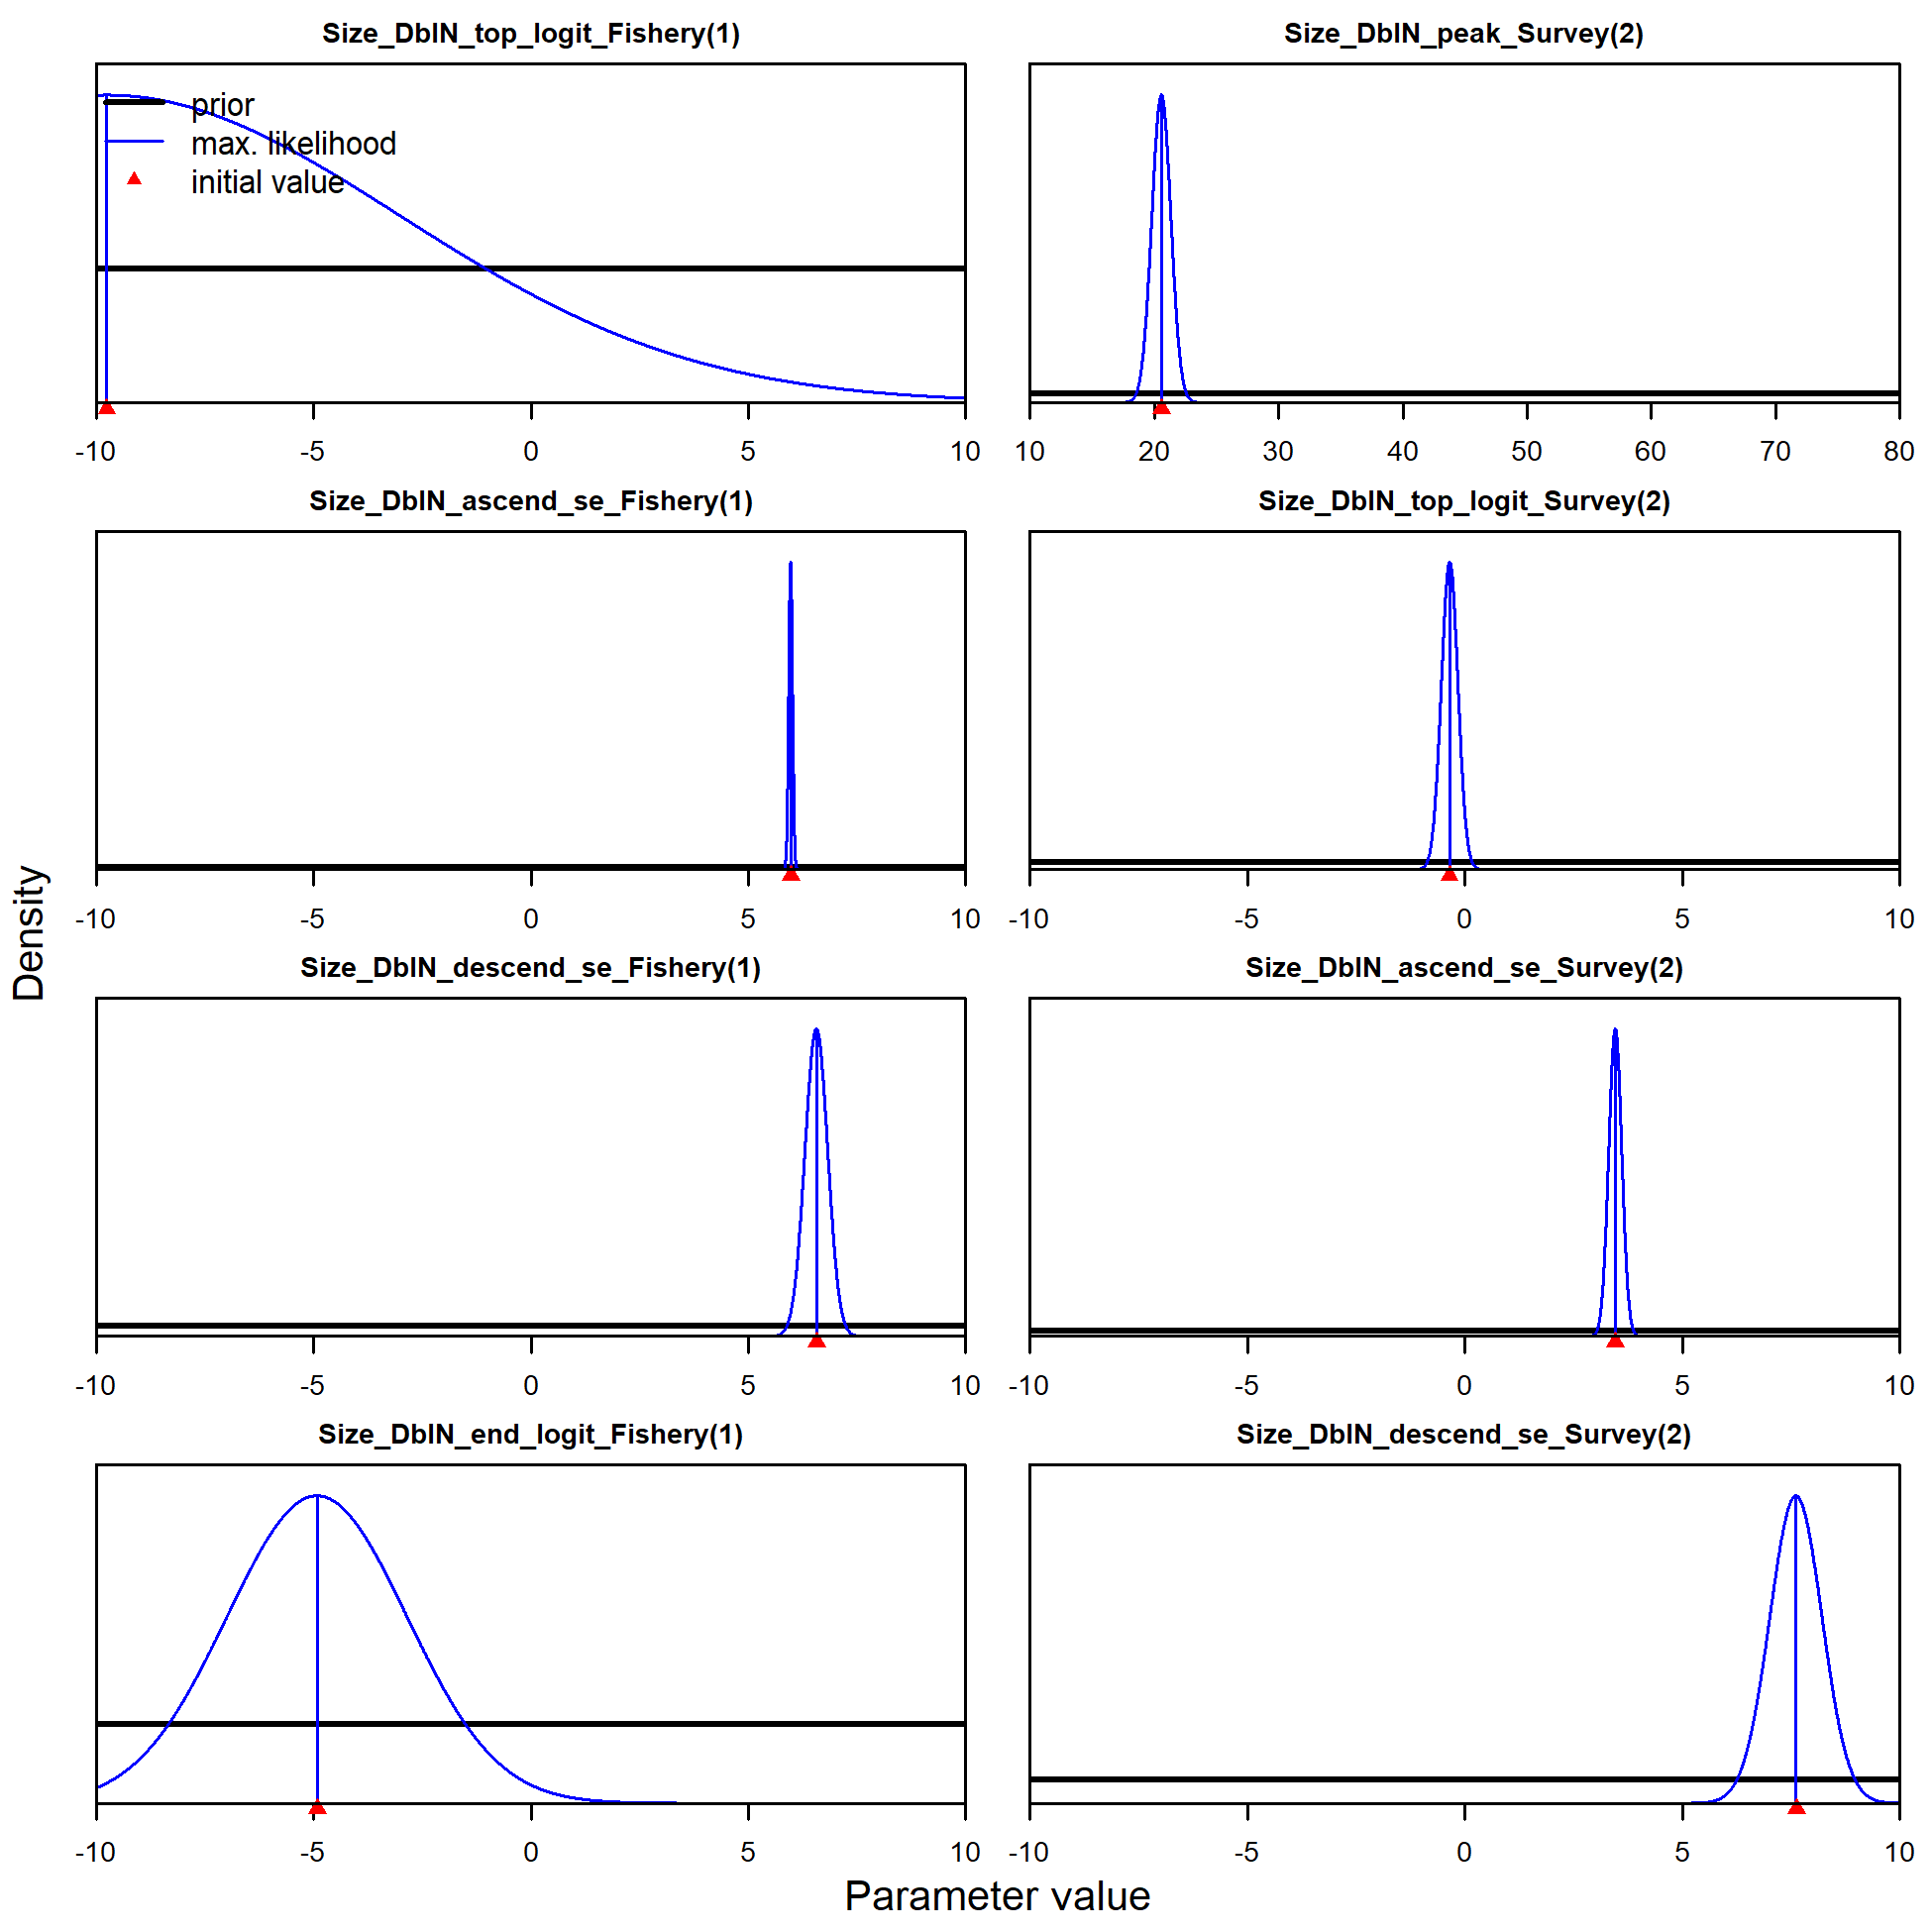 Size_DblN_top_logit_Fishery(1)
prior
max. likelihood
initial value
-10 -5 0 5 10
Size_DblN_peak_Survey(2)
10 20 30 40 50 60 70 80
Size_DblN_ascend_se_Fishery(1)
-10 -5 0 5 10
Size_DblN_top_logit_Survey(2)
-10 -5 0 5 10
Density
Size_DblN_descend_se_Fishery(1)
-10 -5 0 5 10
Size_DblN_ascend_se_Survey(2)
-10 -5 0 5 10
Size_DblN_end_logit_Fishery(1)
-10 -5 0 5 10
Size_DblN_descend_se_Survey(2)
-10 -5 0 5 10
Parameter value